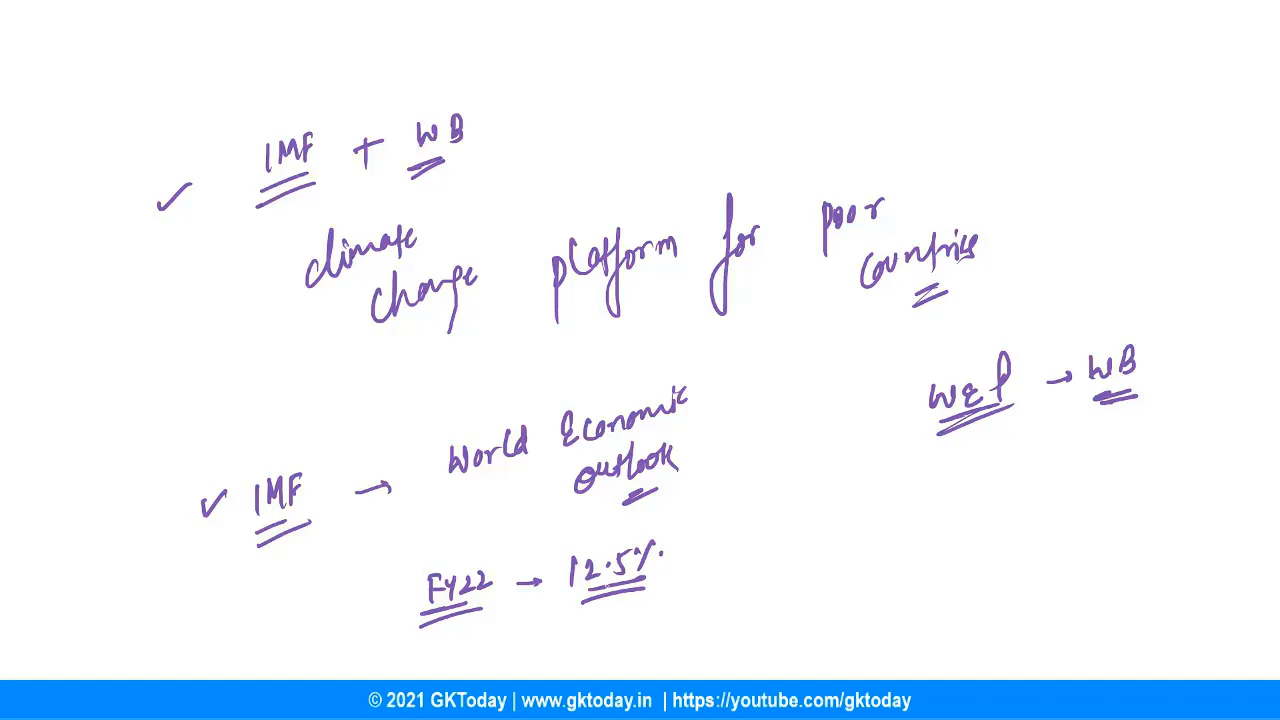 ✓ IMF + WB
climate change platform for poor countries
WEP → WB
✓ IMF → World Economic outlook
FY22 → 12.5%
© 2021 GKToday | www.gktoday.in | https://youtube.com/gktoday